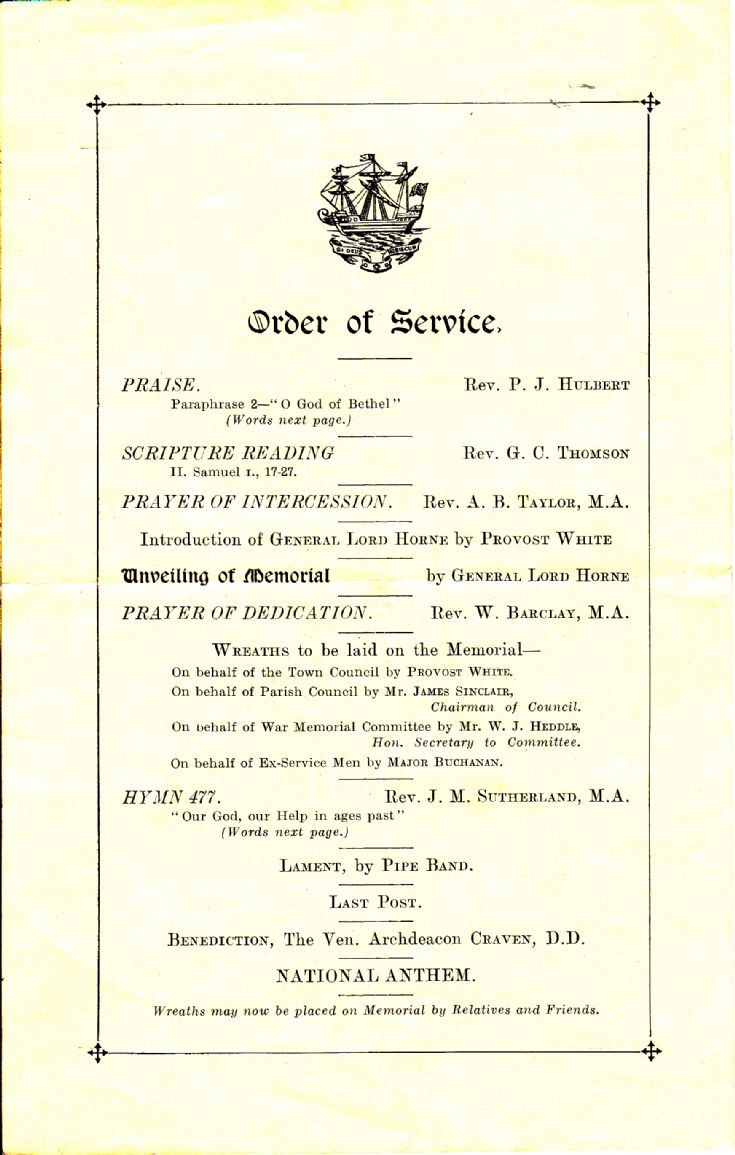 SI DEUS NOBISCUM
Order of Service.
PRAISE. Rev. P. J. HULBERT
Paraphrase 2—"O God of Bethel"
(Words next page.)
SCRIPTURE READING Rev. G. C. THOMSON
II. Samuel I., 17-27.
PRAYER OF INTERCESSION. Rev. A. B. TAYLOR, M.A.
Introduction of GENERAL LORD HORNE by PROVOST WHITE
Unveiling of Memorial by GENERAL LORD HORNE
PRAYER OF DEDICATION. Rev. W. BARCLAY, M.A.
WREATHS to be laid on the Memorial—
On behalf of the Town Council by PROVOST WHITE.
On behalf of Parish Council by Mr. JAMES SINCLAIR,
Chairman of Council.
On behalf of War Memorial Committee by Mr. W. J. HEDDLE,
Hon. Secretary to Committee.
On behalf of Ex-Service Men by MAJOR BUCHANAN.
HYMN 477. Rev. J. M. SUTHERLAND, M.A.
"Our God, our Help in ages past"
(Words next page.)
LAMENT, by PIPE BAND.
LAST POST.
BENEDICTION, The Ven. Archdeacon CRAVEN, D.D.
NATIONAL ANTHEM.
Wreaths may now be placed on Memorial by Relatives and Friends.